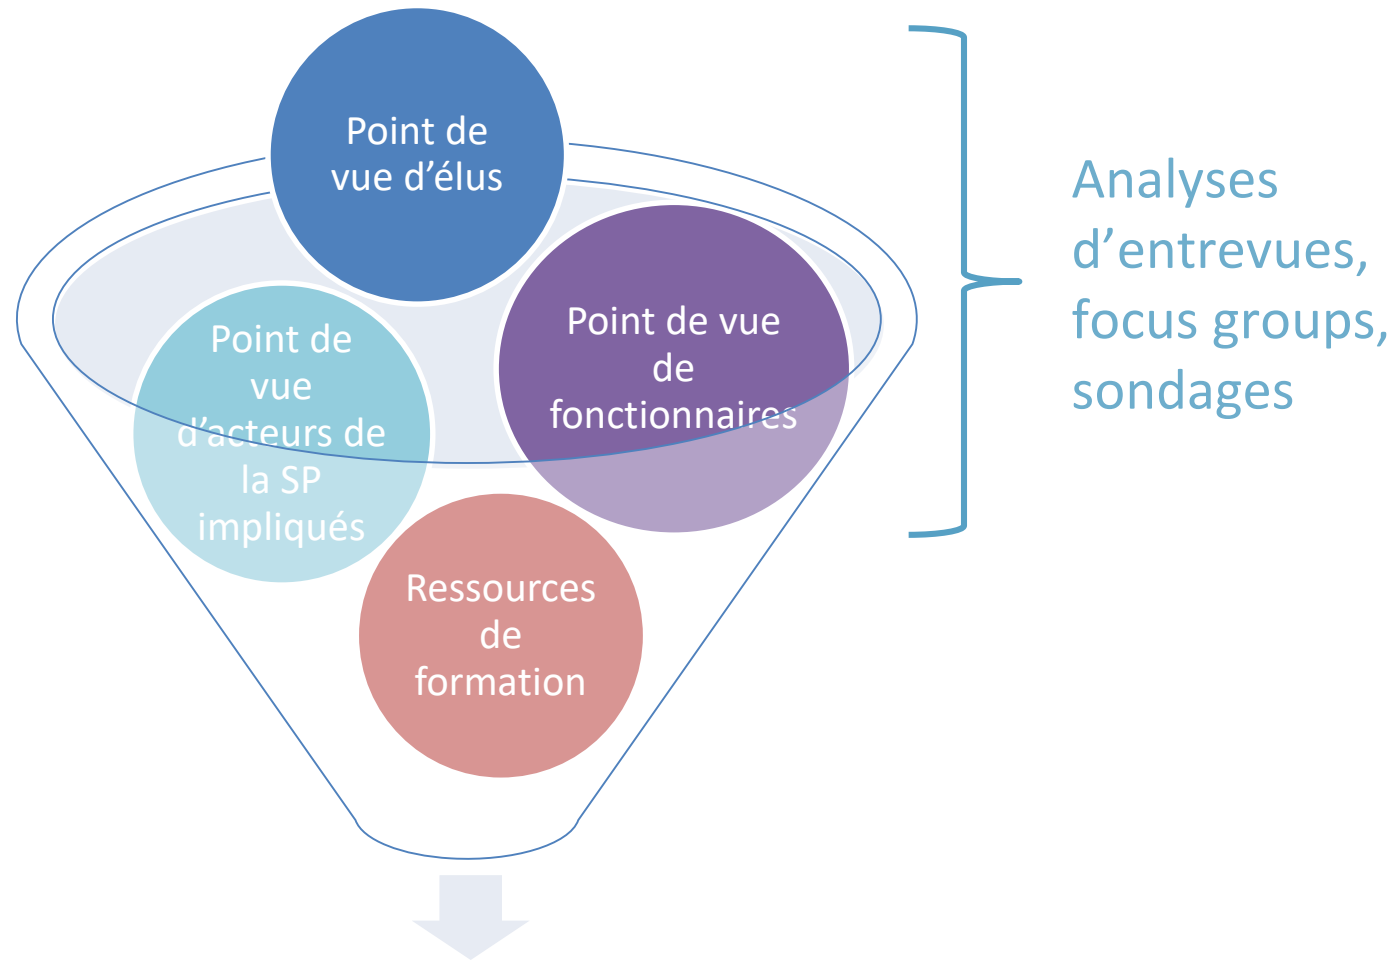 Point de
vue d’élus
Point de vue
de
fonctionnaires
Point de
vue
d’acteurs de
la SP
impliqués
Ressources
de
formation
Analyses
d’entrevues,
focus groups,
sondages